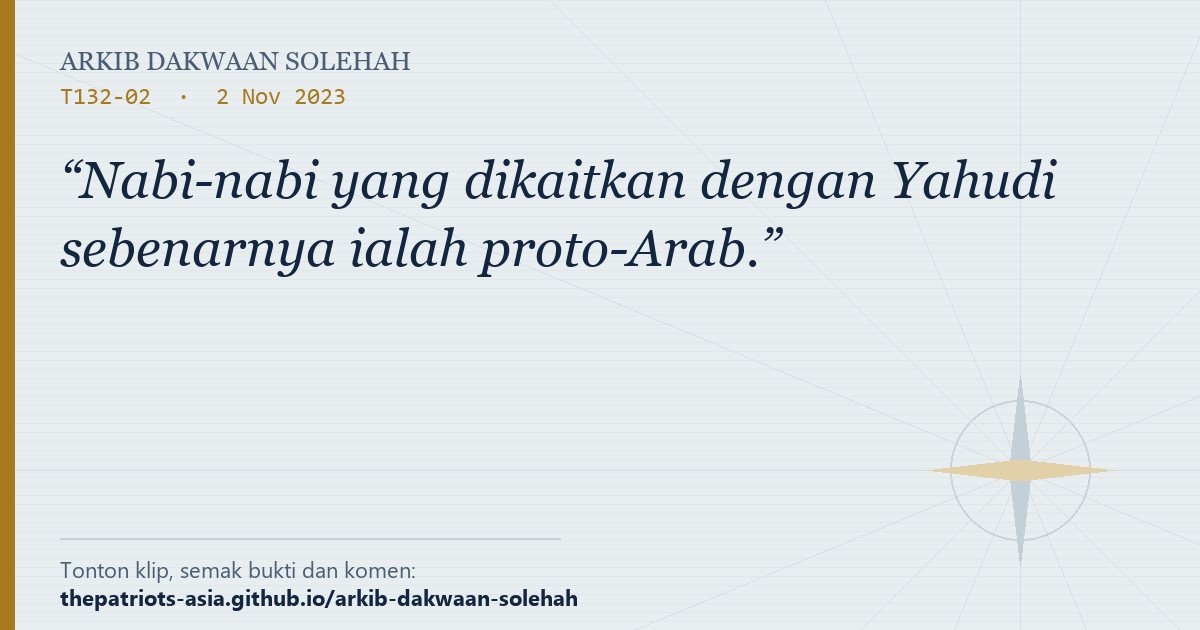 ARKIB DAKWAAN SOLEHAH
T132-02 · 2 Nov 2023
“Nabi-nabi yang dikaitkan dengan Yahudi
sebenarnya ialah proto-Arab.”
Tonton klip, semak bukti dan komen:
thepatriots-asia.github.io/arkib-dakwaan-solehah